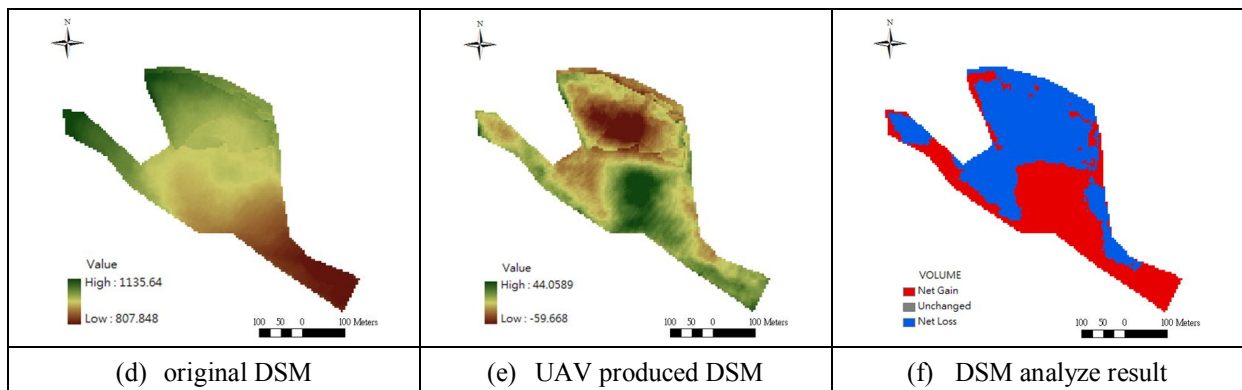 N
Value
High : 1135.64
Low : 807.848
100 50 0 100 Meters
(d) original DSM
N
Value
High : 44.0589
Low : -59.668
100 50 0 100 Meters
(e) UAV produced DSM
N
VOLUME
Net Gain
Unchanged
Net Loss
100 50 0 100 Meters
(f) DSM analyze result